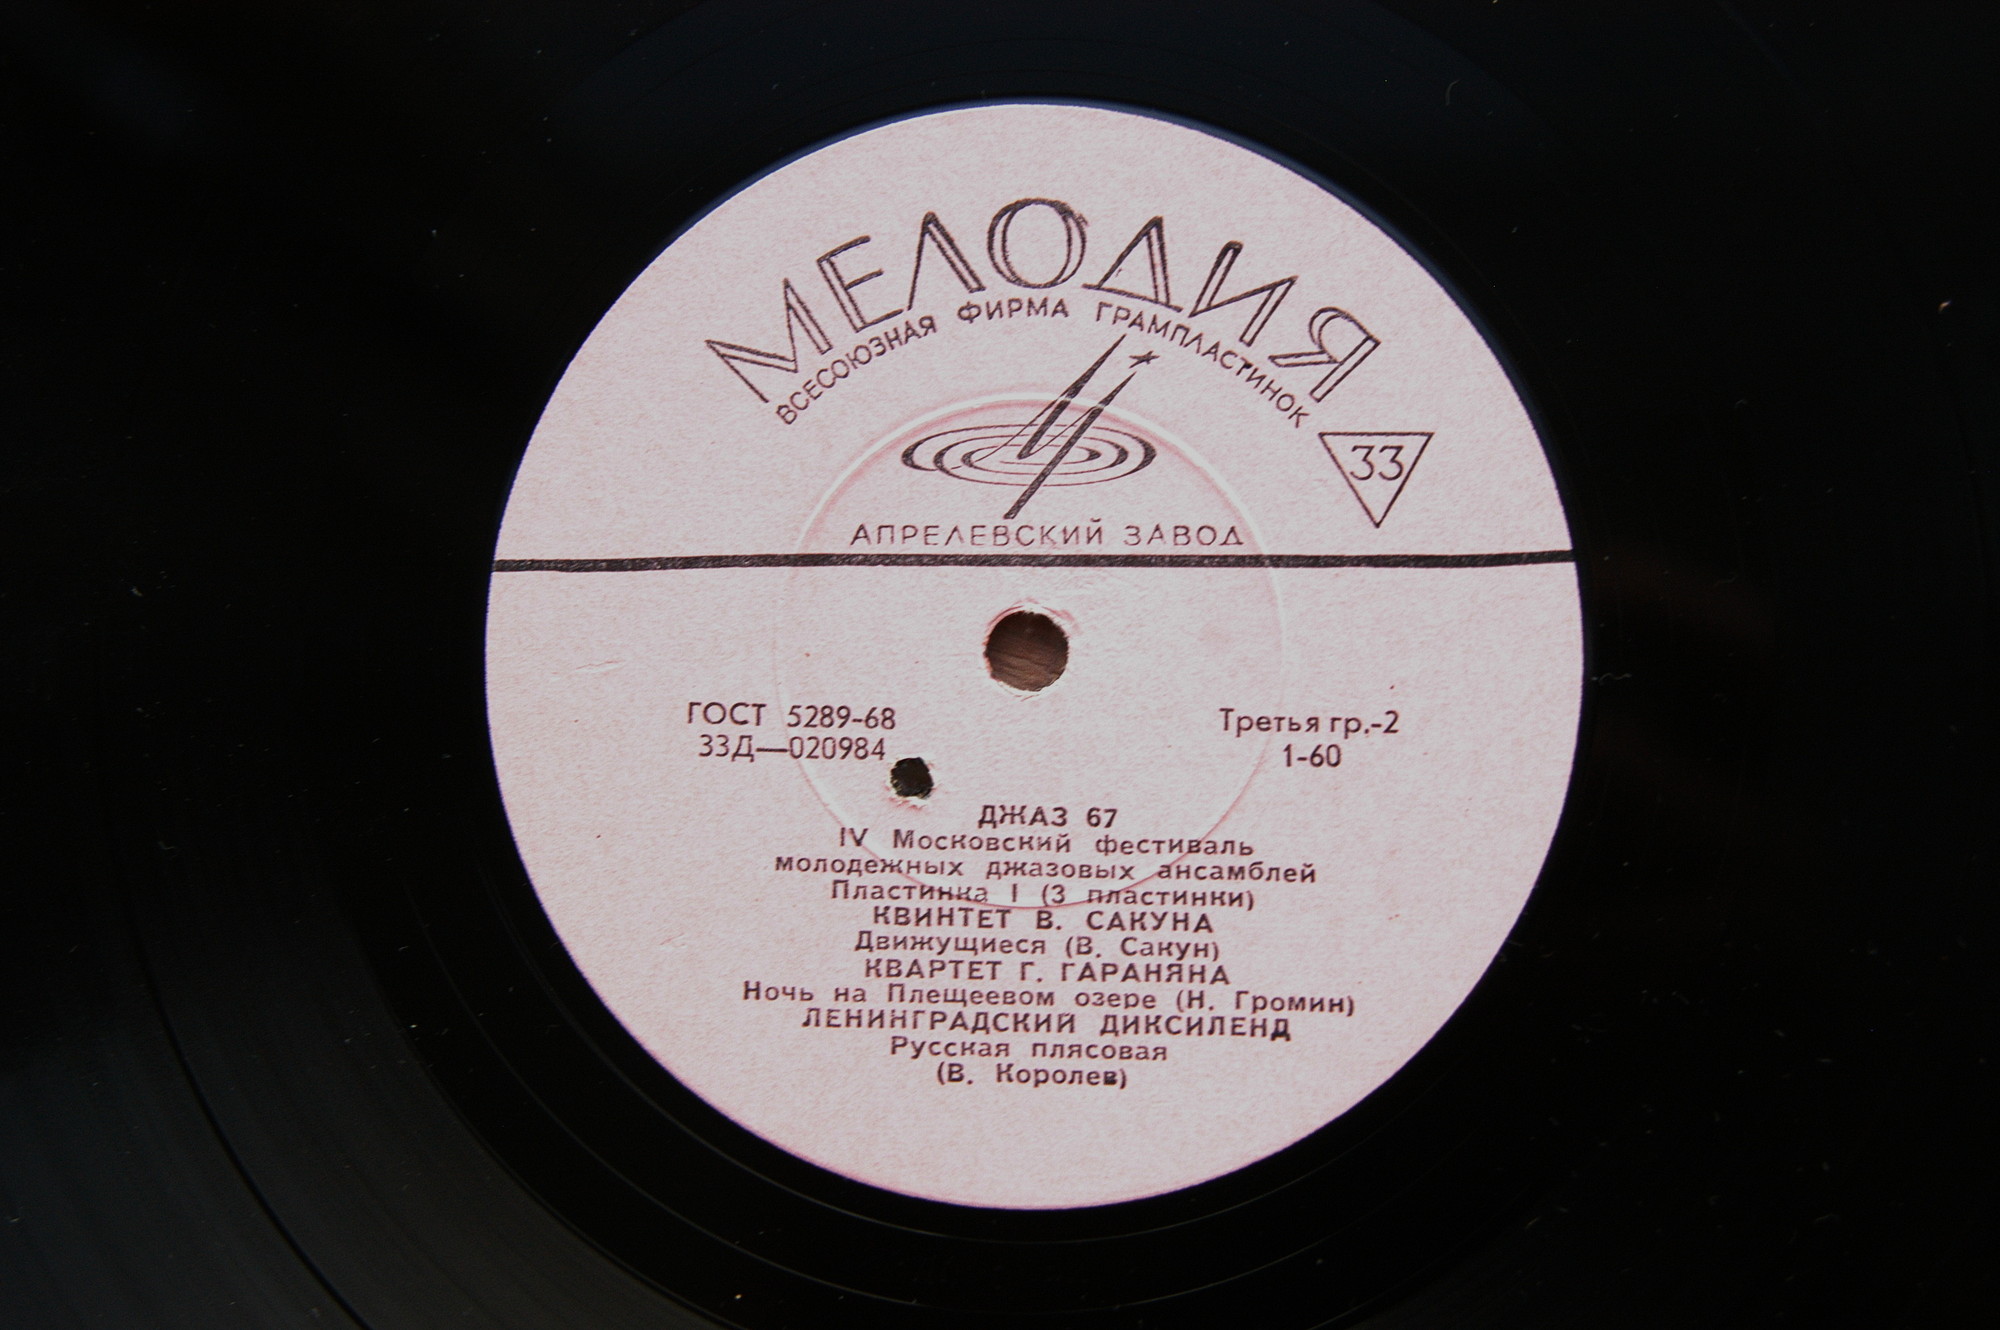 МЕЛОДИЯ
ВСЕСОЮЗНАЯ ФИРМА ГРАМПЛАСТИНОК
33
АПРЕЛЕВСКИЙ ЗАВОД
ГОСТ 5289-68
33Д—020984
Третья гр.-2
1-60
ДЖАЗ 67
IV Московский фестиваль
молодежных джазовых ансамблей
Пластинка I (3 пластинки)
КВИНТЕТ В. САКУНА
Движущиеся (В. Сакун)
КВАРТЕТ Г. ГАРАНЯНА
Ночь на Плещеевом озере (Н. Громин)
ЛЕНИНГРАДСКИЙ ДИКСИЛЕНД
Русская плясовая
(В. Королев)